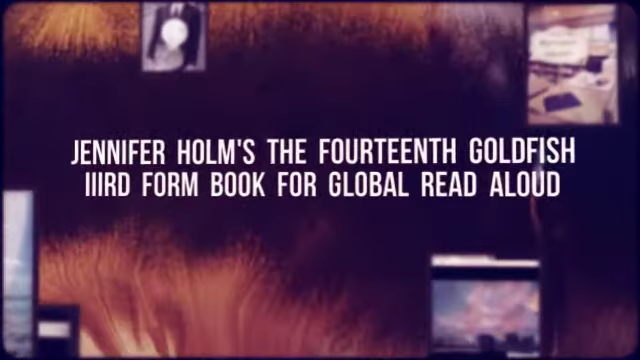 JENNIFER HOLM'S THE FOURTEENTH GOLDFISH
IIIRD FORM BOOK FOR GLOBAL READ ALOUD